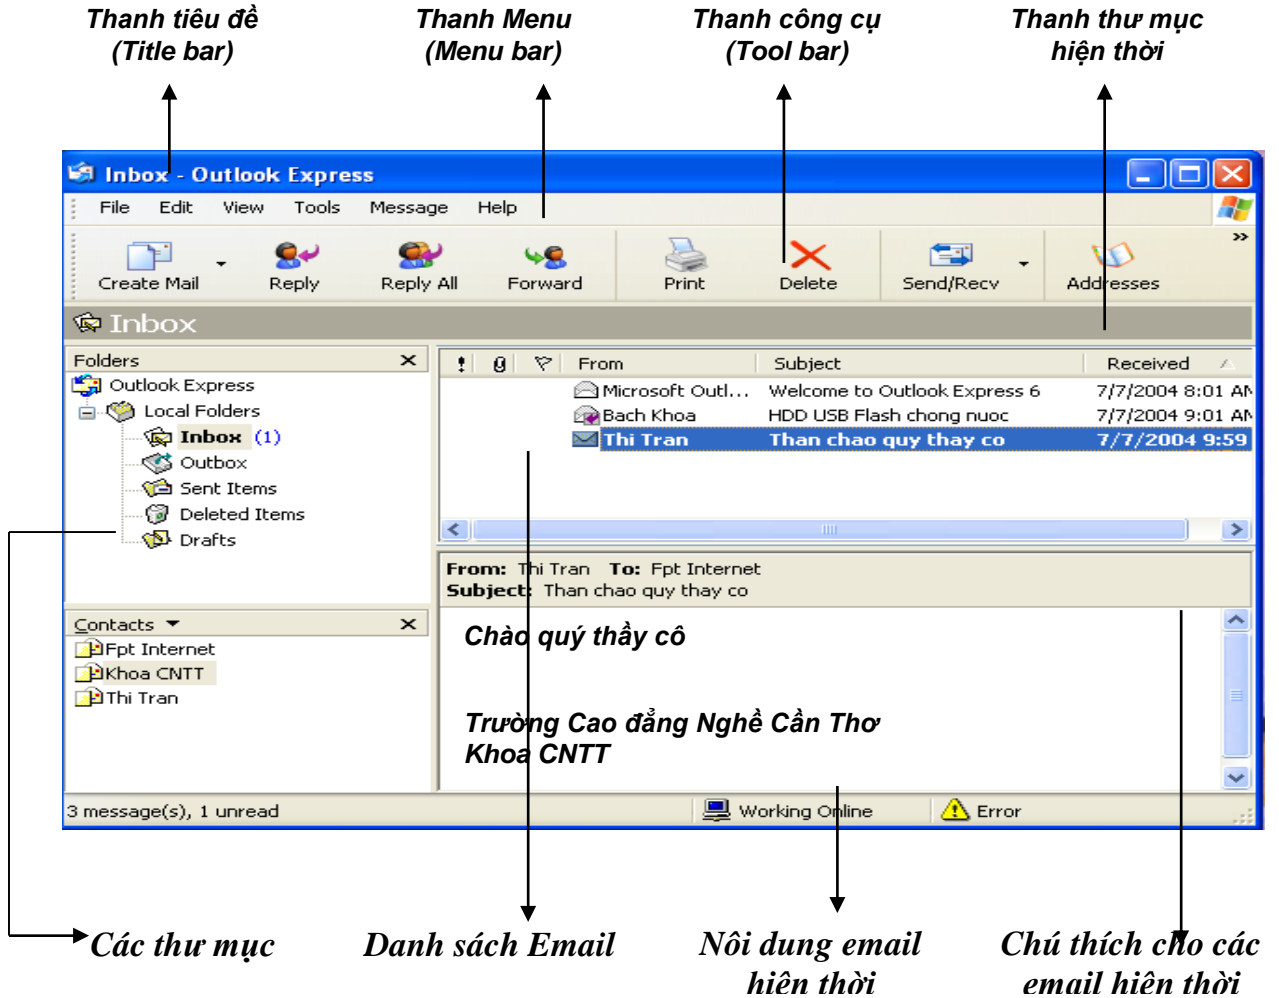 Thanh tiêu đề
(Title bar)
Thanh Menu
(Menu bar)
Thanh công cụ
(Tool bar)
Thanh thư mục
hiện thời
Inbox - Outlook Express
File Edit View Tools Message Help
Create Mail Reply Reply All Forward Print Delete Send/Recv Addresses
Inbox
Folders
Outlook Express
Local Folders
Inbox (1)
Outbox
Sent Items
Deleted Items
Drafts
From Subject Received
Microsoft Outl... Welcome to Outlook Express 6 7/7/2004 8:01 AM
Bach Khoa HDD USB Flash chong nuoc 7/7/2004 9:01 AM
Thi Tran Than chao quy thay co 7/7/2004 9:59
From: Thi Tran To: Fpt Internet
Subject: Than chao quy thay co
Contacts
Fpt Internet
Khoa CNTT
Thi Tran
Chào quý thầy cô
Trường Cao đẳng Nghề Cần Thơ
Khoa CNTT
3 message(s), 1 unread Working Online Error
Các thư mục
Danh sách Email
Nôi dung email
hiện thời
Chú thích cho các
email hiện thời